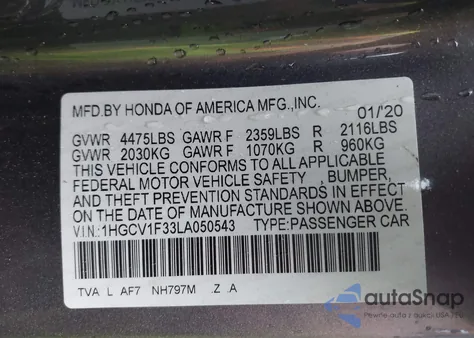 MFD.BY HONDA OF AMERICA MFG.,INC.
01/'20
GVWR 4475LBS GAWR F 2359LBS R 2116LBS
GVWR 2030KG GAWR F 1070KG R 960KG
THIS VEHICLE CONFORMS TO ALL APPLICABLE
FEDERAL MOTOR VEHICLE SAFETY , BUMPER,
AND THEFT PREVENTION STANDARDS IN EFFECT
ON THE DATE OF MANUFACTURE SHOWN ABOVE.
V.I.N.: 1HGCV1F33LA050543 TYPE:PASSENGER CAR
TVA L AF7 NH797M .Z .A
autoSnap